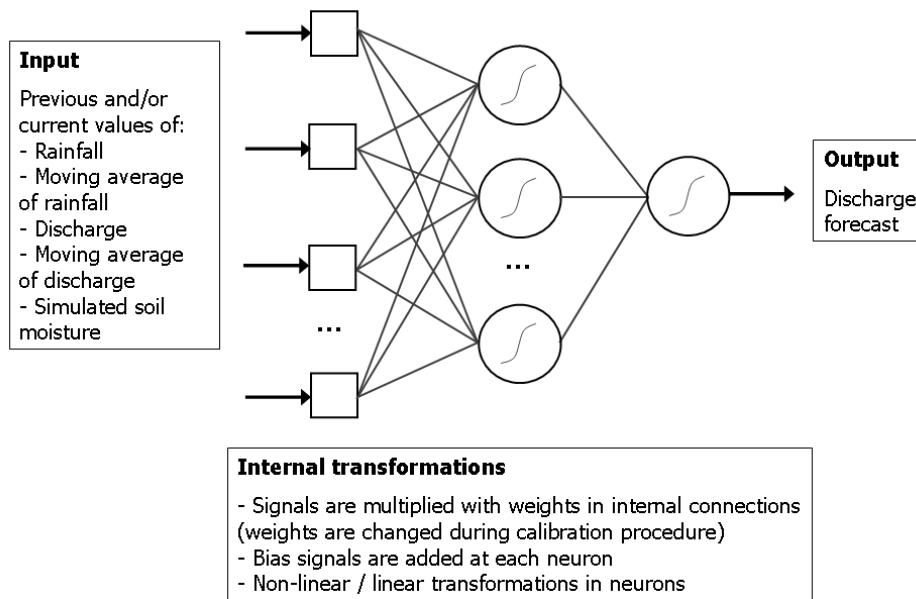 Input
Previous and/or
current values of:
- Rainfall
- Moving average
of rainfall
- Discharge
- Moving average
of discharge
- Simulated soil
moisture
...
...
Output
Discharge
forecast
Internal transformations
- Signals are multiplied with weights in internal connections
(weights are changed during calibration procedure)
- Bias signals are added at each neuron
- Non-linear / linear transformations in neurons